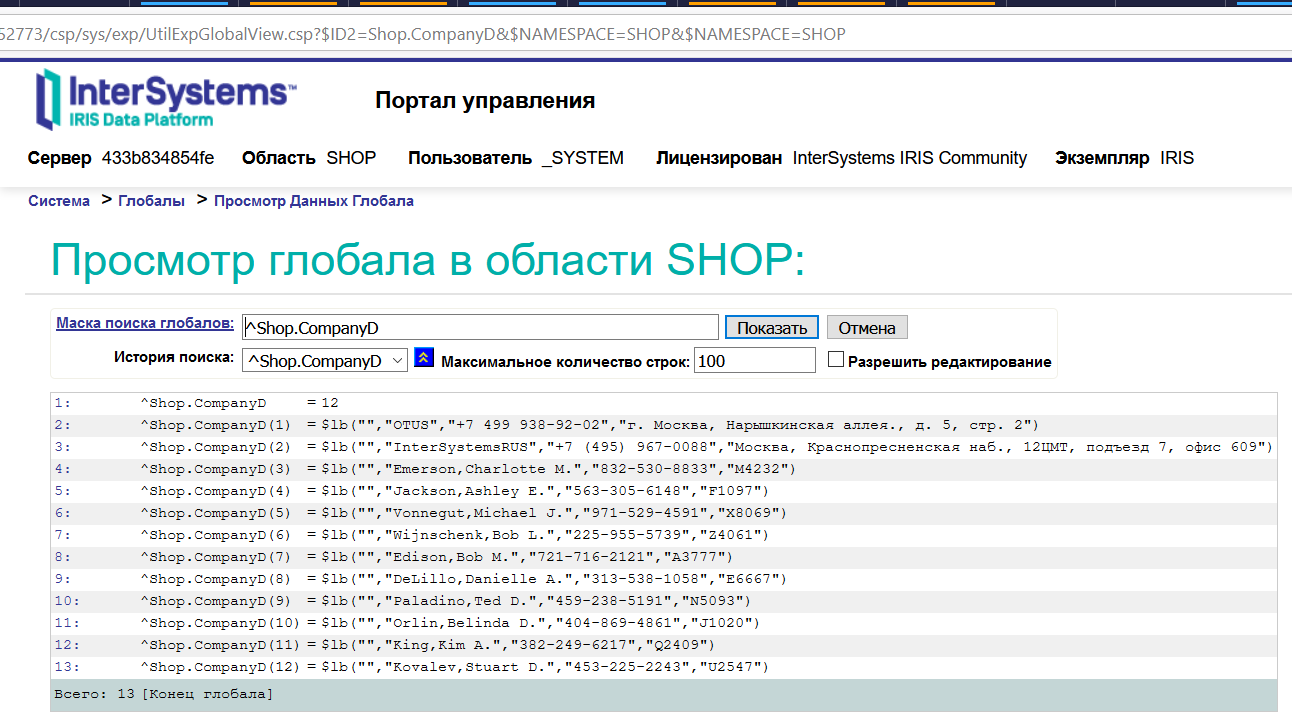 52773/csp/sys/exp/UtilExpGlobalView.csp?$ID2=Shop.CompanyD&$NAMESPACE=SHOP&$NAMESPACE=SHOP
InterSystems™
IRIS Data Platform
Портал управления
Сервер 433b834854fe Область SHOP Пользователь _SYSTEM Лицензирован InterSystems IRIS Community Экземпляр IRIS
Система > Глобалы > Просмотр Данных Глобала
Просмотр глобала в области SHOP:
Маска поиска глобалов: ^Shop.CompanyD Показать Отмена
История поиска: ^Shop.CompanyD Максимальное количество строк: 100 Разрешить редактирование
1: ^Shop.CompanyD = 12
2: ^Shop.CompanyD(1) = $lb("","OTUS","+7 499 938-92-02","г. Москва, Нарышкинская аллея., д. 5, стр. 2")
3: ^Shop.CompanyD(2) = $lb("","InterSystemsRUS","+7 (495) 967-0088","Москва, Краснопресненская наб., 12ЦМТ, подъезд 7, офис 609")
4: ^Shop.CompanyD(3) = $lb("","Emerson,Charlotte M.","832-530-8833","M4232")
5: ^Shop.CompanyD(4) = $lb("","Jackson,Ashley E.","563-305-6148","F1097")
6: ^Shop.CompanyD(5) = $lb("","Vonnegut,Michael J.","971-529-4591","X8069")
7: ^Shop.CompanyD(6) = $lb("","Wijnschenk,Bob L.","225-955-5739","Z4061")
8: ^Shop.CompanyD(7) = $lb("","Edison,Bob M.","721-716-2121","A3777")
9: ^Shop.CompanyD(8) = $lb("","DeLillo,Danielle A.","313-538-1058","E6667")
10: ^Shop.CompanyD(9) = $lb("","Paladino,Ted D.","459-238-5191","N5093")
11: ^Shop.CompanyD(10) = $lb("","Orlin,Belinda D.","404-869-4861","J1020")
12: ^Shop.CompanyD(11) = $lb("","King,Kim A.","382-249-6217","Q2409")
13: ^Shop.CompanyD(12) = $lb("","Kovalev,Stuart D.","453-225-2243","U2547")
Всего: 13 [Конец глобала]